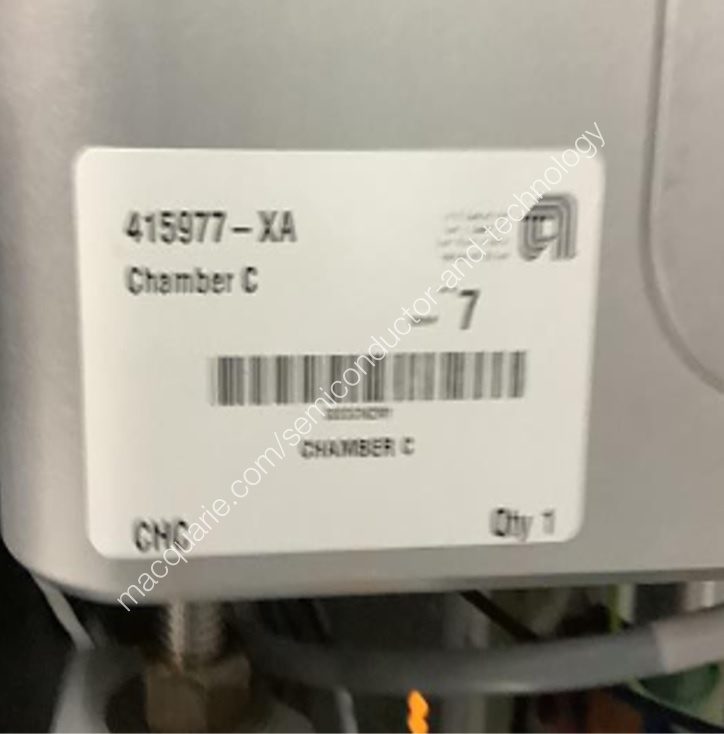 415977-XA
Chamber C
7
CHAMBER C
CHC
Qty 1
macquarie.com/semiconductor-and-technology